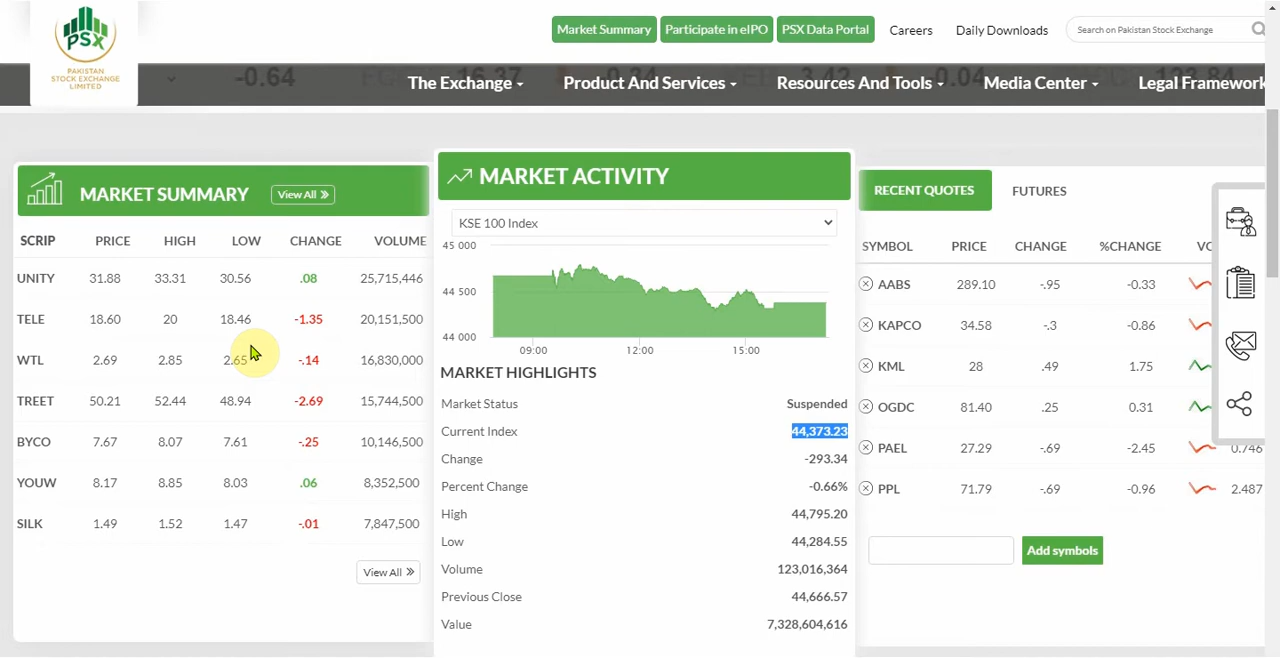 PSX
PAKISTAN
STOCK EXCHANGE
LIMITED
Market Summary Participate in eIPO PSX Data Portal Careers Daily Downloads Search on Pakistan Stock Exchange
-0.64 16.37 3.42 -0.04 123.84
The Exchange Product And Services Resources And Tools Media Center Legal Framework
MARKET SUMMARY View All »
SCRIP PRICE HIGH LOW CHANGE VOLUME
UNITY 31.88 33.31 30.56 .08 25,715,446
TELE 18.60 20 18.46 -1.35 20,151,500
WTL 2.69 2.85 2.65 -.14 16,830,000
TREET 50.21 52.44 48.94 -2.69 15,744,500
BYCO 7.67 8.07 7.61 -.25 10,146,500
YOUW 8.17 8.85 8.03 .06 8,352,500
SILK 1.49 1.52 1.47 -.01 7,847,500
View All »
MARKET ACTIVITY
KSE 100 Index
45 000
44 500
44 000
09:00 12:00 15:00
MARKET HIGHLIGHTS
Market Status Suspended
Current Index 44,373.23
Change -293.34
Percent Change -0.66%
High 44,795.20
Low 44,284.55
Volume 123,016,364
Previous Close 44,666.57
Value 7,328,604,616
RECENT QUOTES FUTURES
SYMBOL PRICE CHANGE %CHANGE VO
AABS 289.10 -.95 -0.33
KAPCO 34.58 -.3 -0.86
KML 28 .49 1.75
OGDC 81.40 .25 0.31
PAEL 27.29 -.69 -2.45 0.746
PPL 71.79 -.69 -0.96 2.487
Add symbols